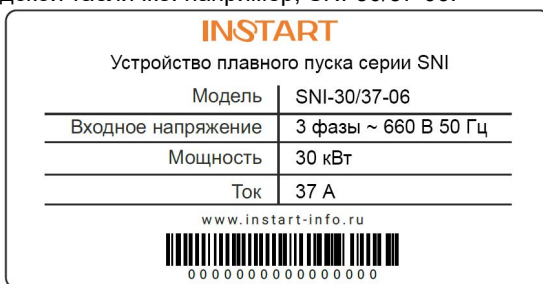 INSTART
Устройство плавного пуска серии SNI
Модель SNI-30/37-06
Входное напряжение 3 фазы ~ 660 В 50 Гц
Мощность 30 кВт
Ток 37 А
www.instart-info.ru
0000000000000000